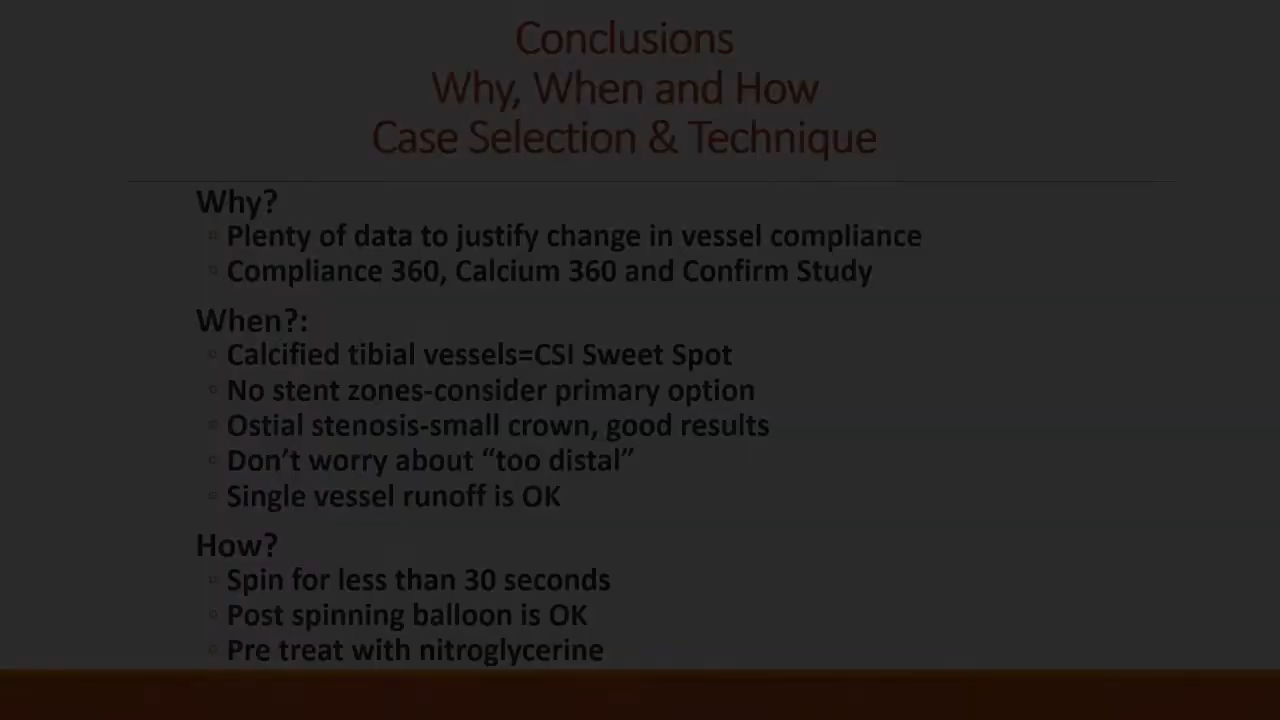 Conclusions
Why, When and How
Case Selection & Technique
Why?
▫ Plenty of data to justify change in vessel compliance
▫ Compliance 360, Calcium 360 and Confirm Study
When?:
▫ Calcified tibial vessels=CSI Sweet Spot
▫ No stent zones-consider primary option
▫ Ostial stenosis-small crown, good results
▫ Don’t worry about “too distal”
▫ Single vessel runoff is OK
How?
▫ Spin for less than 30 seconds
▫ Post spinning balloon is OK
▫ Pre treat with nitroglycerine